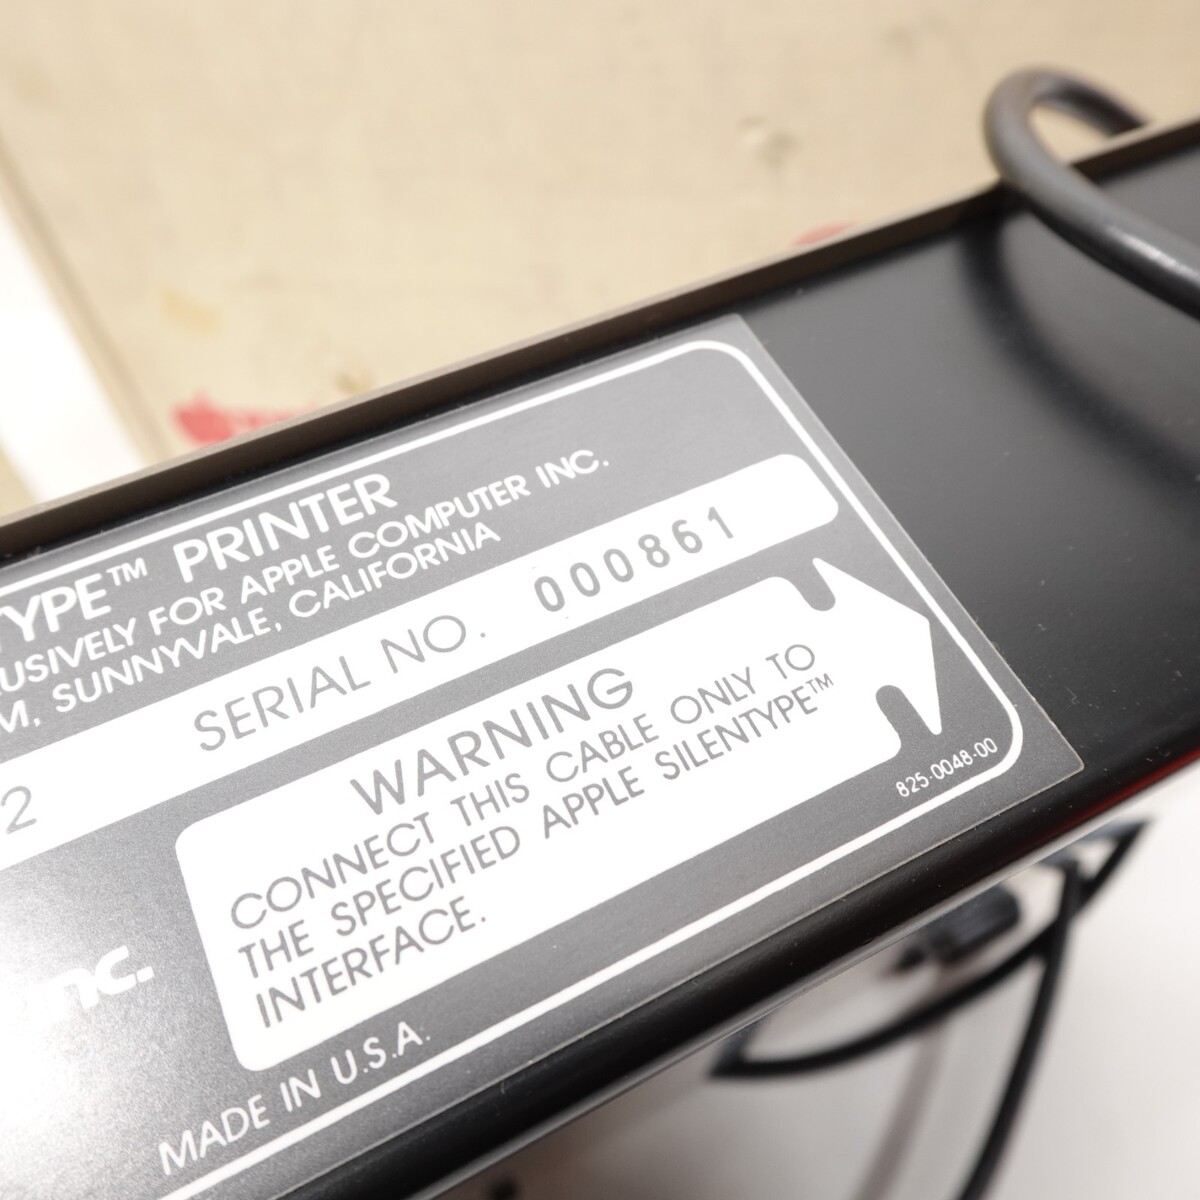 TYPE™ PRINTER
USIVELY FOR APPLE COMPUTER INC.
M, SUNNYVALE, CALIFORNIA
2 SERIAL NO. 000861
WARNING
CONNECT THIS CABLE ONLY TO
THE SPECIFIED APPLE SILENTYPE™
INTERFACE.
825-0048-00
nc.
MADE IN U.S.A.